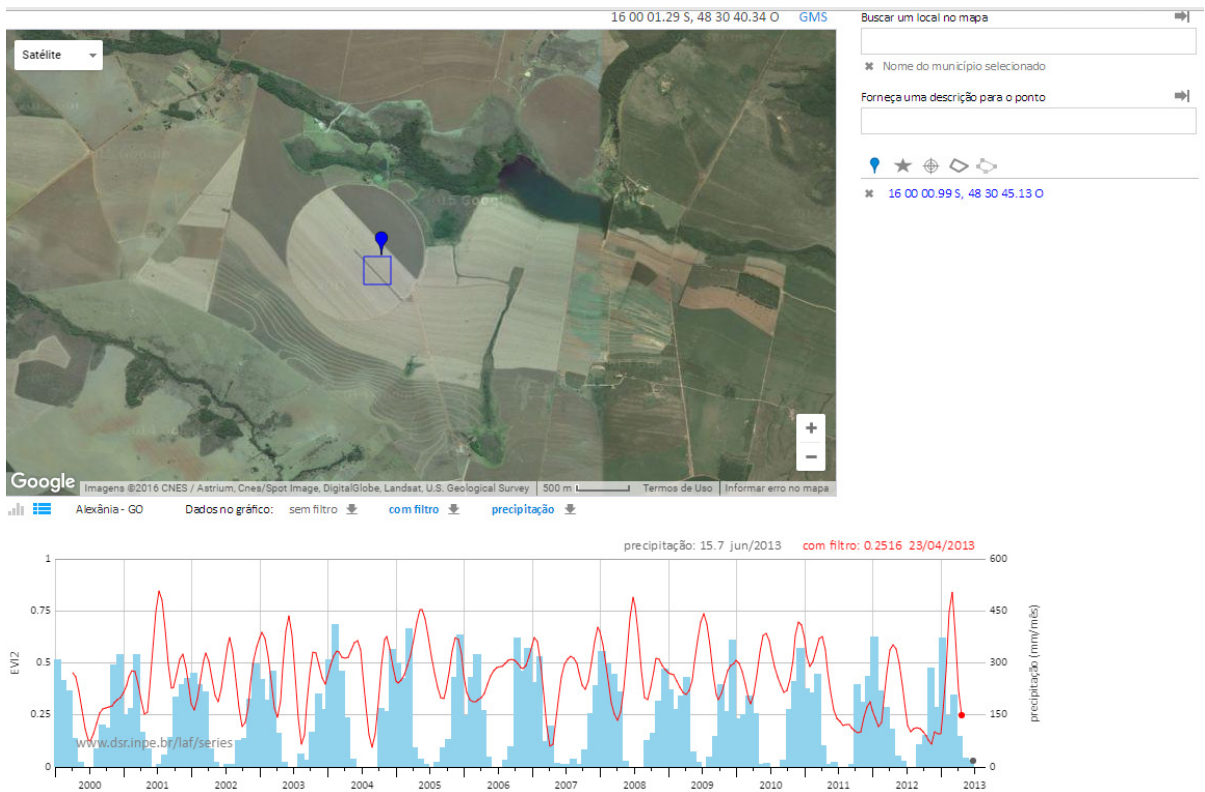 16 00 01.29 S, 48 30 40.34 O GMS
Buscar um local no mapa
Satélite
Nome do município selecionado
Forneça uma descrição para o ponto
16 00 00.99 S, 48 30 45.13 O
Google
Imagens ©2016 CNES / Astrium, Cnes/Spot Image, DigitalGlobe, Landsat, U.S. Geological Survey
500 m
Termos de Uso
Informar erro no mapa
Alexânia - GO
Dados no gráfico: sem filtro com filtro precipitação
precipitação: 15.7 jun/2013 com filtro: 0.2516 23/04/2013
1
0.75
0.5
0.25
0
EVI2
600
450
300
150
0
precipitação (mm/mês)
www.dsr.inpe.br/laf/series
2000 2001 2002 2003 2003 2004 2005 2006 2007 2008 2009 2010 2011 2012 2013